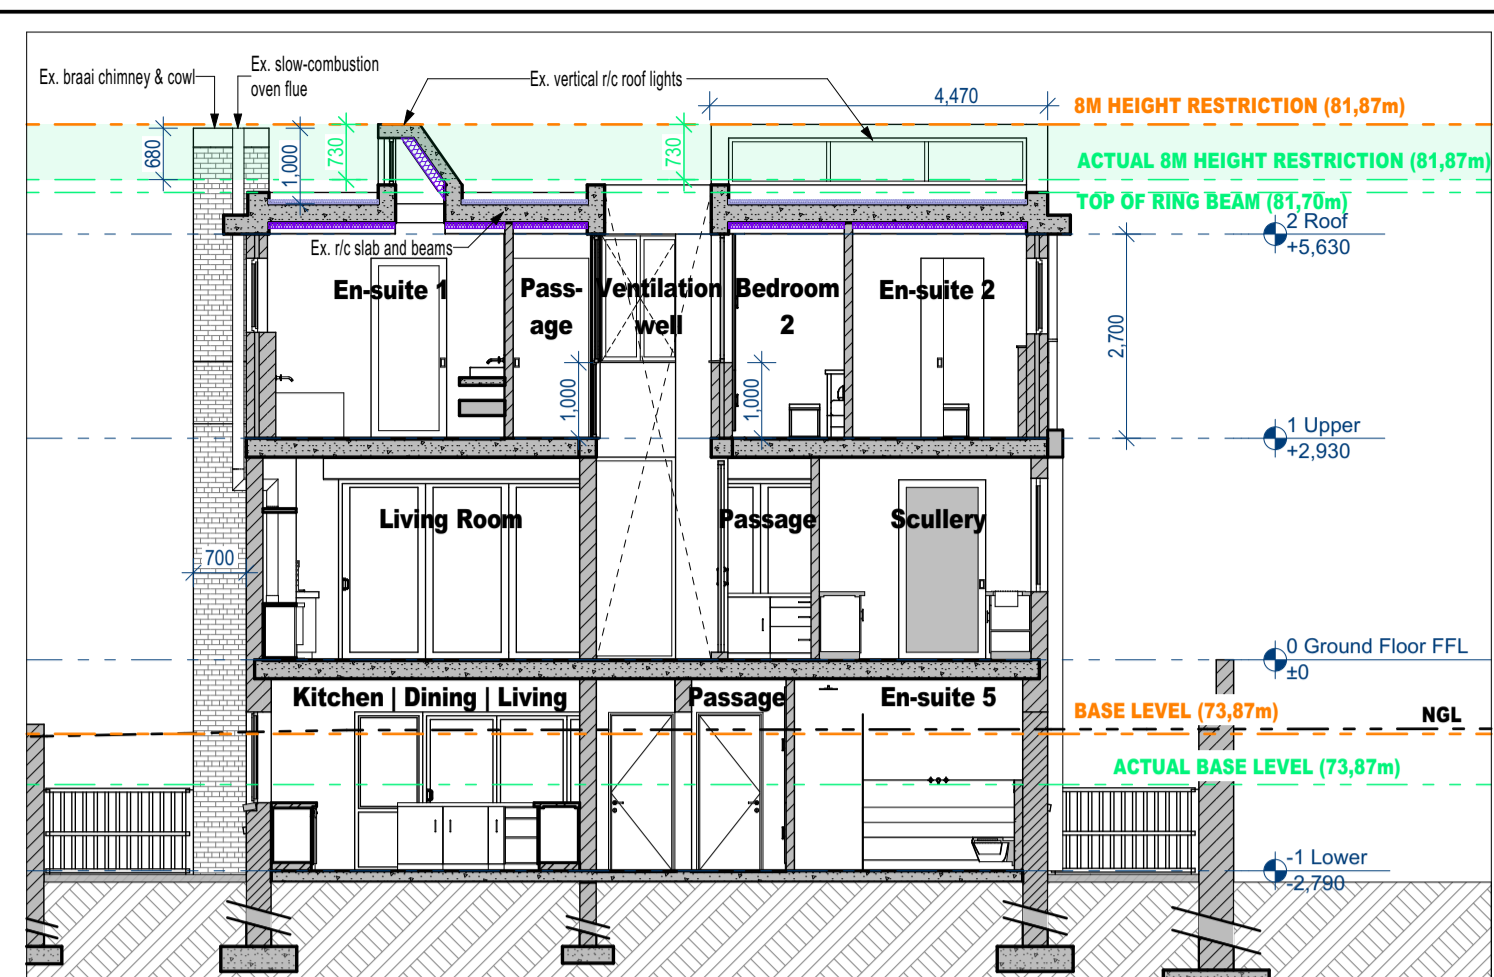 Ex. braai chimney & cowl
Ex. slow-combustion
oven flue
Ex. vertical r/c roof lights
4,470
8M HEIGHT RESTRICTION (81,87m)
680
1,000
730
730
ACTUAL 8M HEIGHT RESTRICTION (81,87m)
TOP OF RING BEAM (81,70m)
2 Roof
+5,630
Ex. r/c slab and beams
En-suite 1
Pass-
age
Ventilation
well
Bedroom
2
En-suite 2
2,700
1,000
1,000
1 Upper
+2,930
Living Room
Passage
Scullery
700
0 Ground Floor FFL
±0
Kitchen | Dining | Living
Passage
En-suite 5
BASE LEVEL (73,87m)
NGL
ACTUAL BASE LEVEL (73,87m)
-1 Lower
-2,790